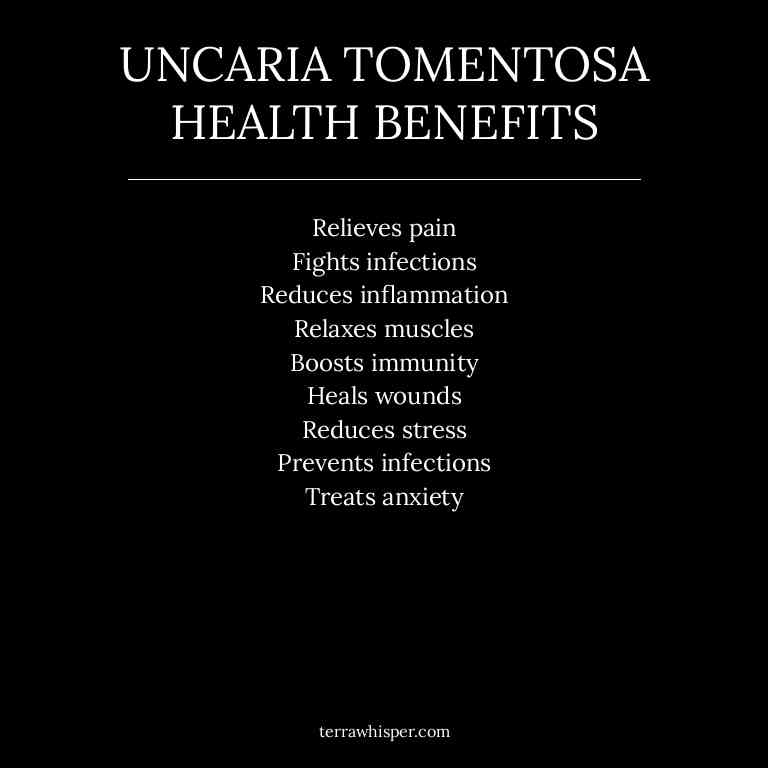 UNCARIA TOMENTOSA
HEALTH BENEFITS
Relieves pain
Fights infections
Reduces inflammation
Relaxes muscles
Boosts immunity
Heals wounds
Reduces stress
Prevents infections
Treats anxiety
terrawhisper.com